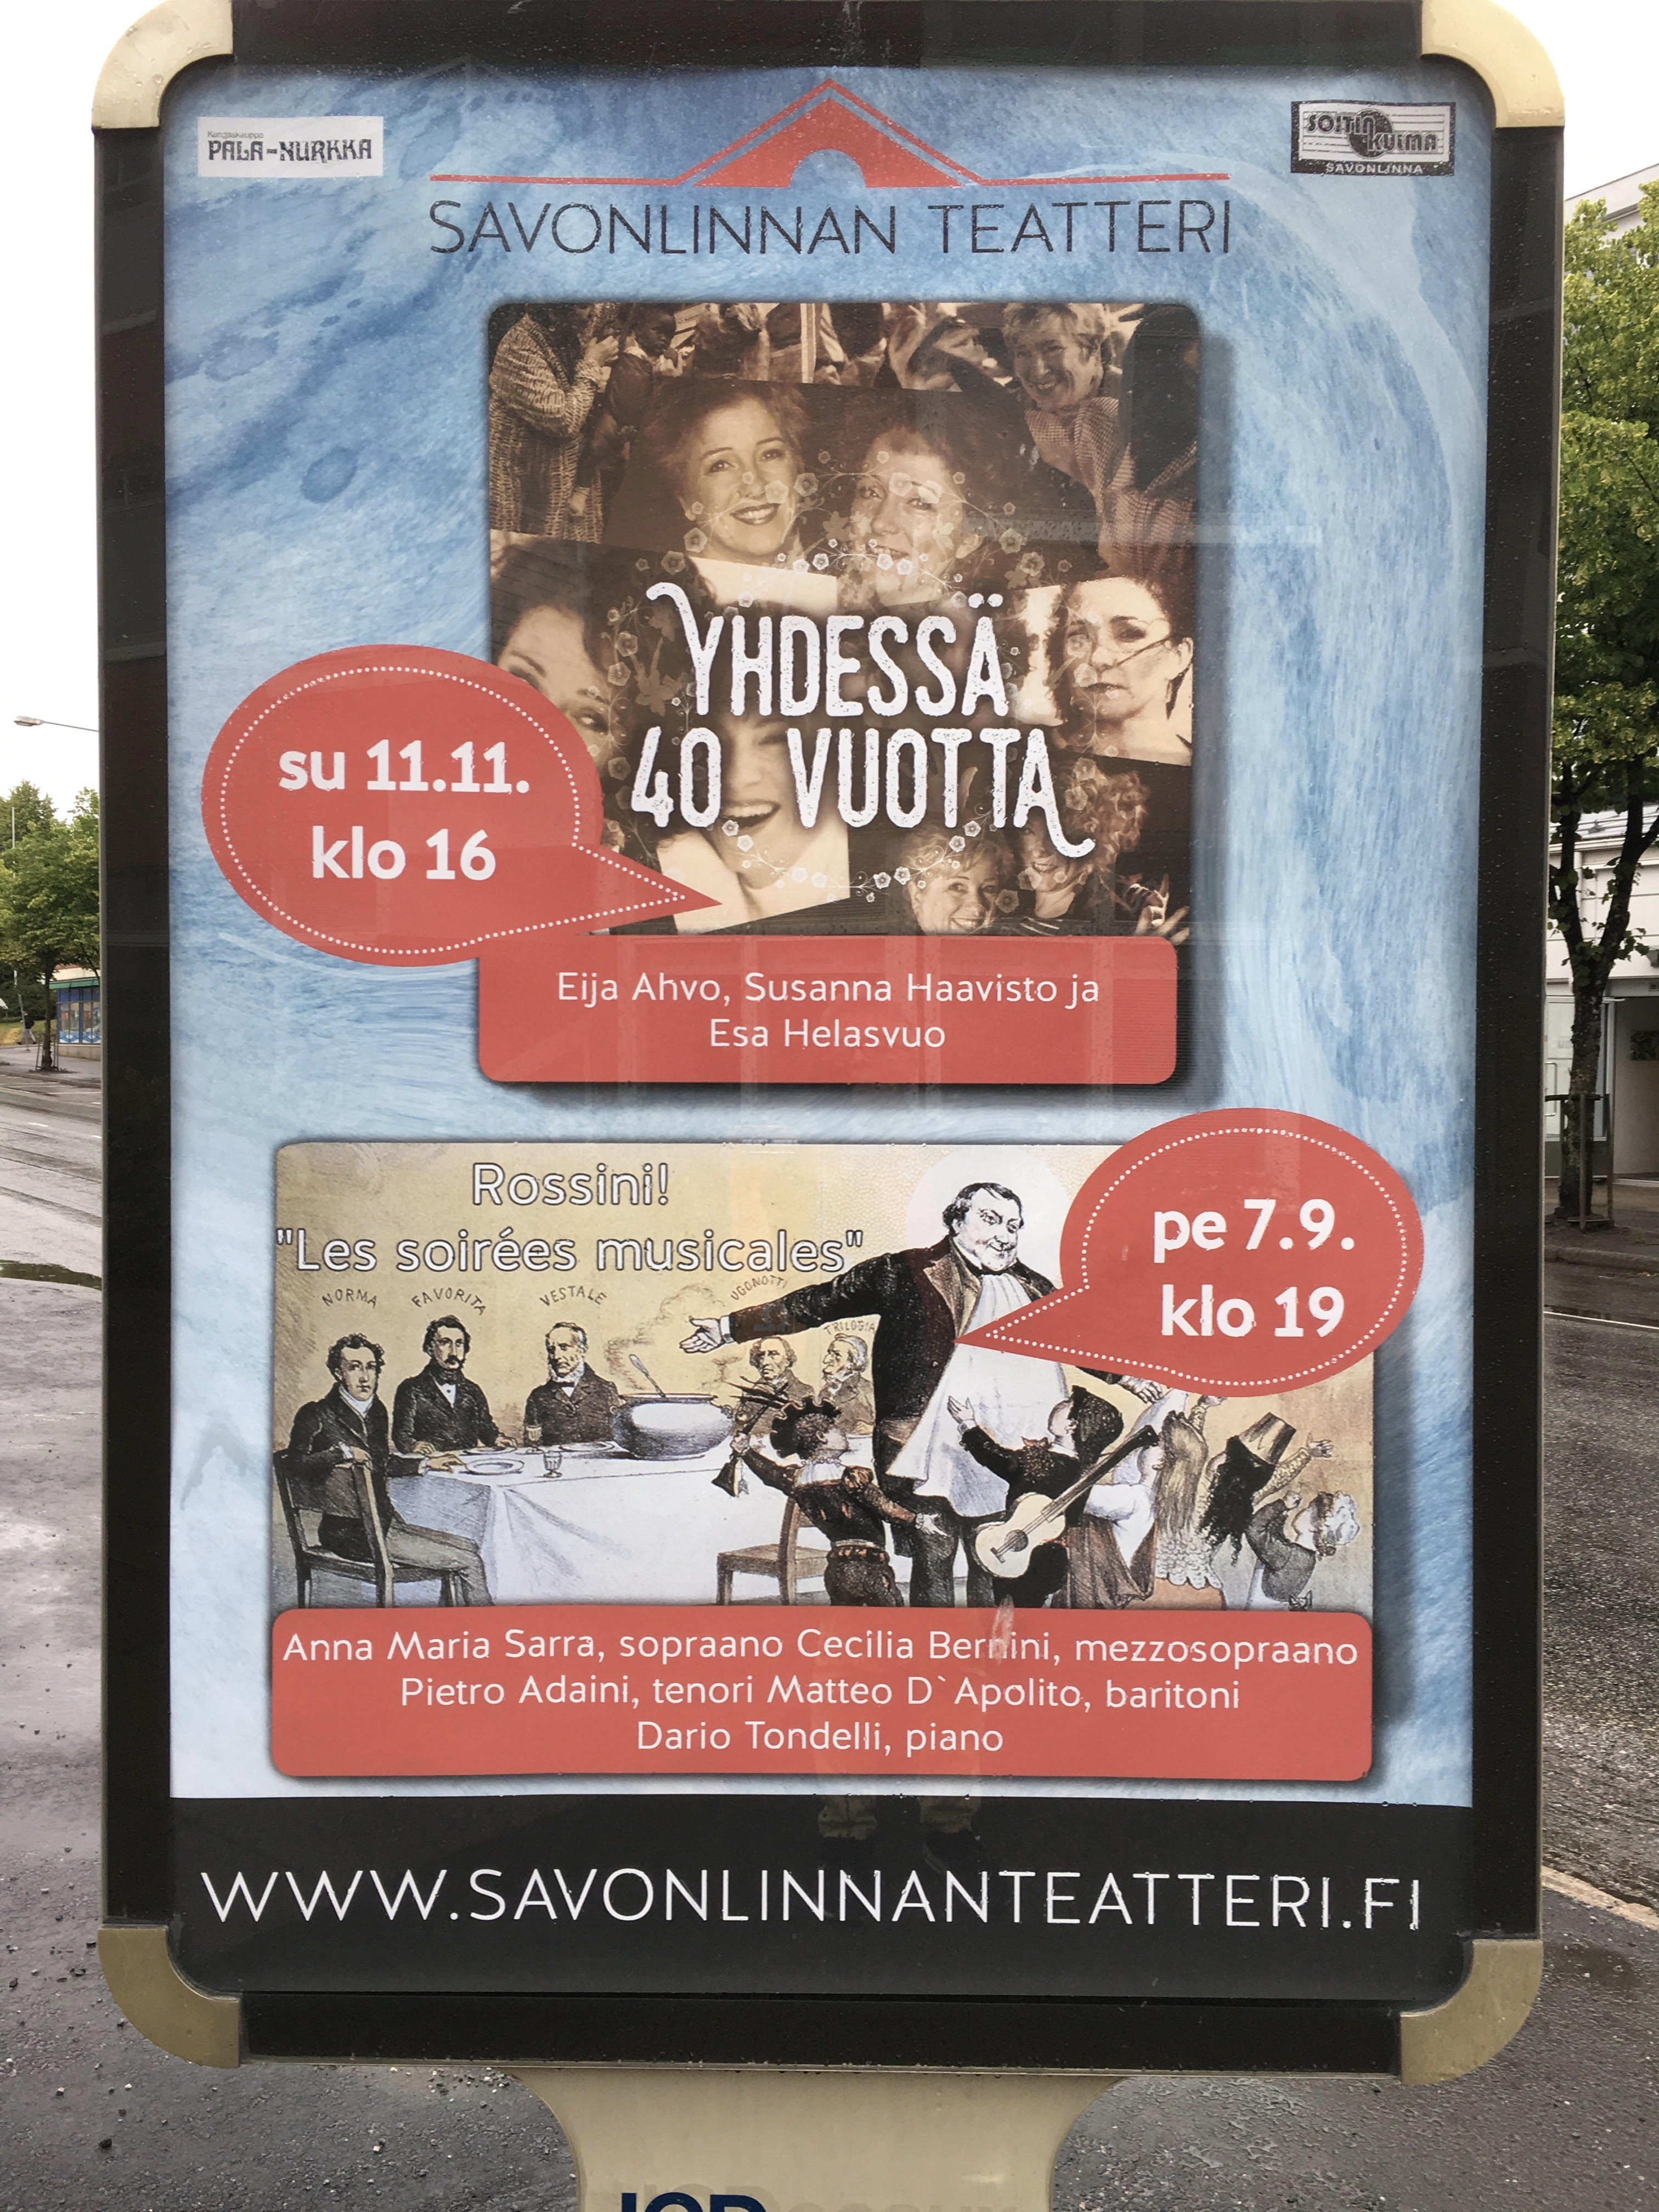 Kangaskauppa
PALA-NURKKA
SOITIN
KULMA
SAVONLINNA
SAVONLINNAN TEATTERI
YHDESSÄ
40 VUOTTA
su 11.11.
klo 16
Eija Ahvo, Susanna Haavisto ja
Esa Helasvuo
Rossini!
"Les soirées musicales"
pe 7.9.
klo 19
NORMA
FAVORITA
VESTALE
UGONOTTI
TRILOGIA
Anna Maria Sarra, sopraano Cecilia Bernini, mezzosopraano
Pietro Adaini, tenori Matteo D`Apolito, baritoni
Dario Tondelli, piano
WWW.SAVONLINNANTEATTERI.FI